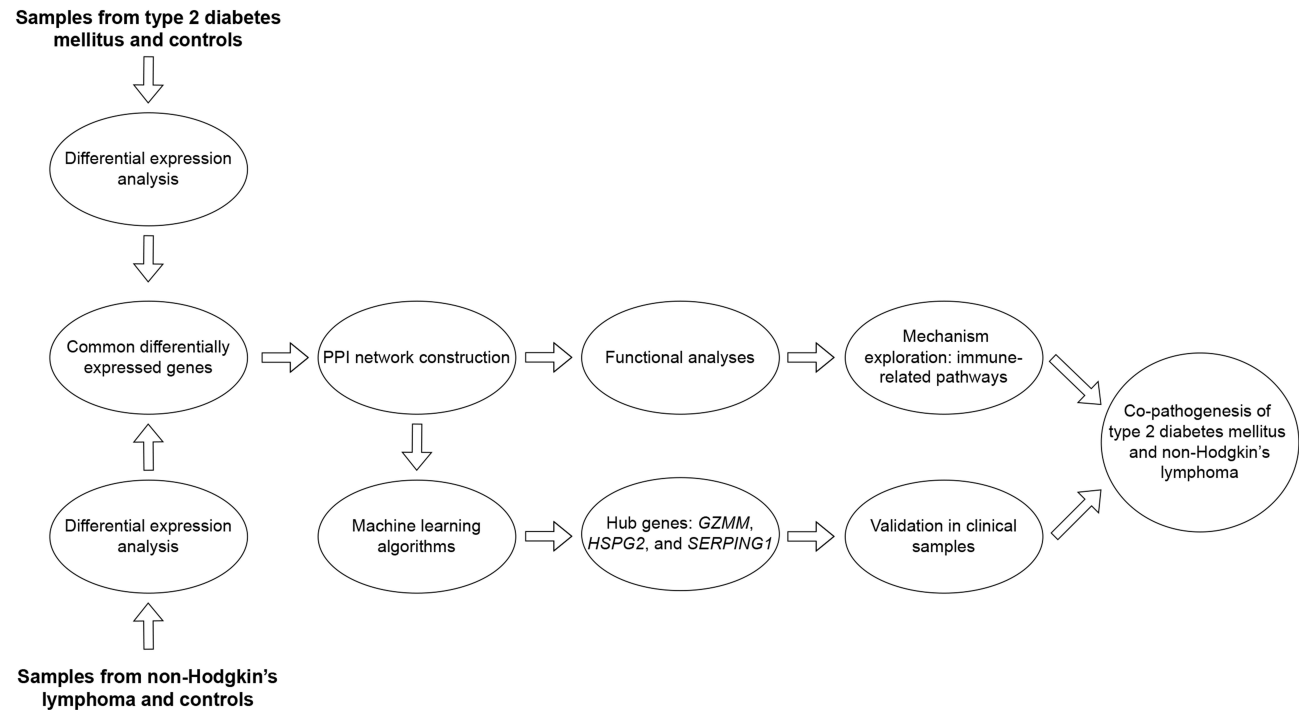 Samples from type 2 diabetes
mellitus and controls
Differential expression
analysis
Common differentially
expressed genes
PPI network construction
Functional analyses
Mechanism
exploration: immune-
related pathways
Co-pathogenesis of
type 2 diabetes mellitus
and non-Hodgkin’s
lymphoma
Differential expression
analysis
Machine learning
algorithms
Hub genes: GZMM,
HSPG2, and SERPING1
Validation in clinical
samples
Samples from non-Hodgkin’s
lymphoma and controls